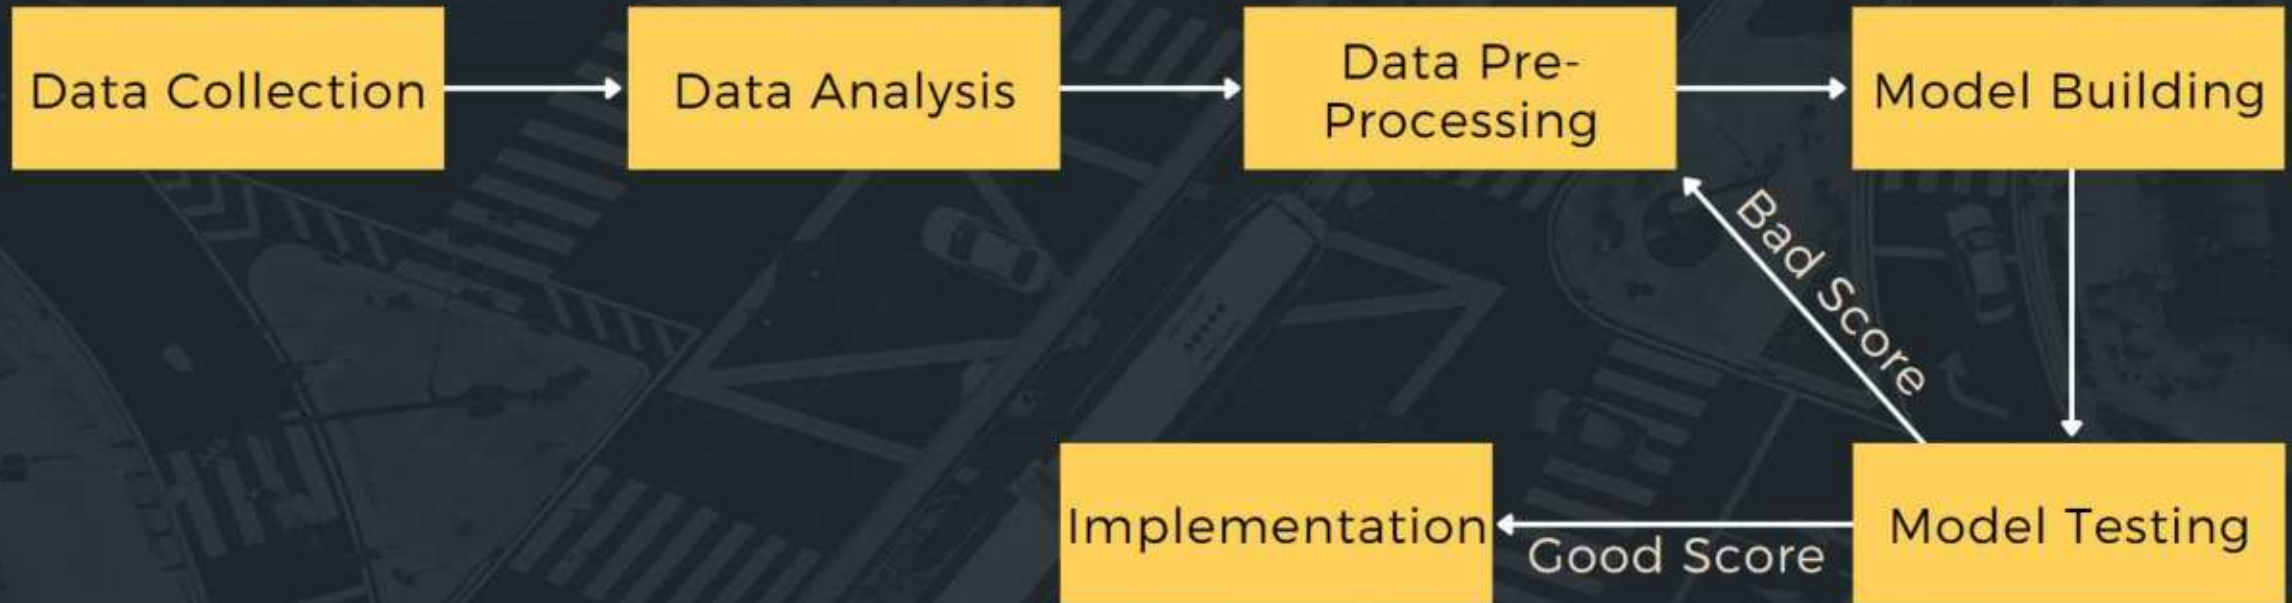 Data Collection
Data Analysis
Data Pre-
Processing
Model Building
Bad Score
Implementation
Good Score
Model Testing